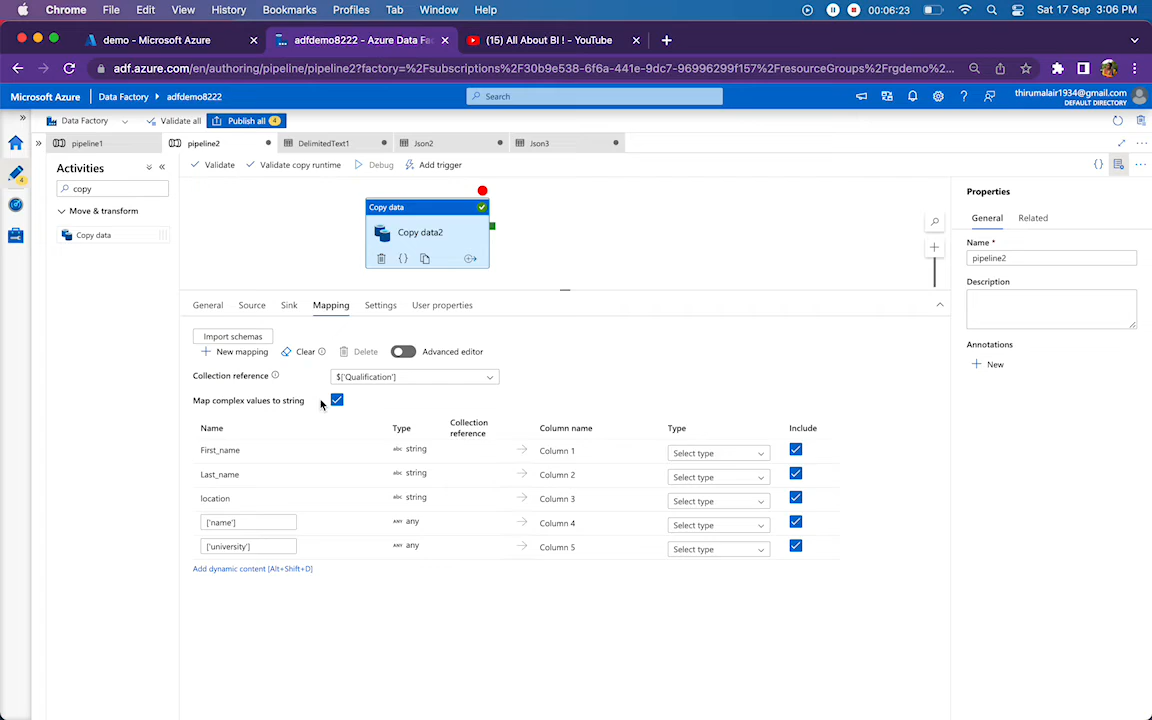 Chrome File Edit View History Bookmarks Profiles Tab Window Help 00:06:23 Sat 17 Sep 3:06 PM
demo - Microsoft Azure adfdemo8222 - Azure Data Fa (15) All About BI ! - YouTube
adf.azure.com/en/authoring/pipeline/pipeline2?factory=%2Fsubscriptions%2F30b9e538-6f6a-441e-9dc7-96996299f157%2FresourceGroups%2Frgdemo%2...
Microsoft Azure Data Factory adfdemo8222 Search thirumalair1934@gmail.com
DEFAULT DIRECTORY
Data Factory Validate all Publish all 4
pipeline1 pipeline2 DelimitedText1 Json2 Json3
Activities
copy
Move & transform
Copy data
Validate Validate copy runtime Debug Add trigger
Copy data
Copy data2
General Source Sink Mapping Settings User properties
Import schemas
New mapping Clear Delete Advanced editor
Collection reference $['Qualification']
Map complex values to string
Name Type Collection reference Column name Type Include
First_name abc string Column 1 Select type
Last_name abc string Column 2 Select type
location abc string Column 3 Select type
['name'] ANY any Column 4 Select type
['university'] ANY any Column 5 Select type
Add dynamic content [Alt+Shift+D]
Properties
General Related
Name *
pipeline2
Description
Annotations
New